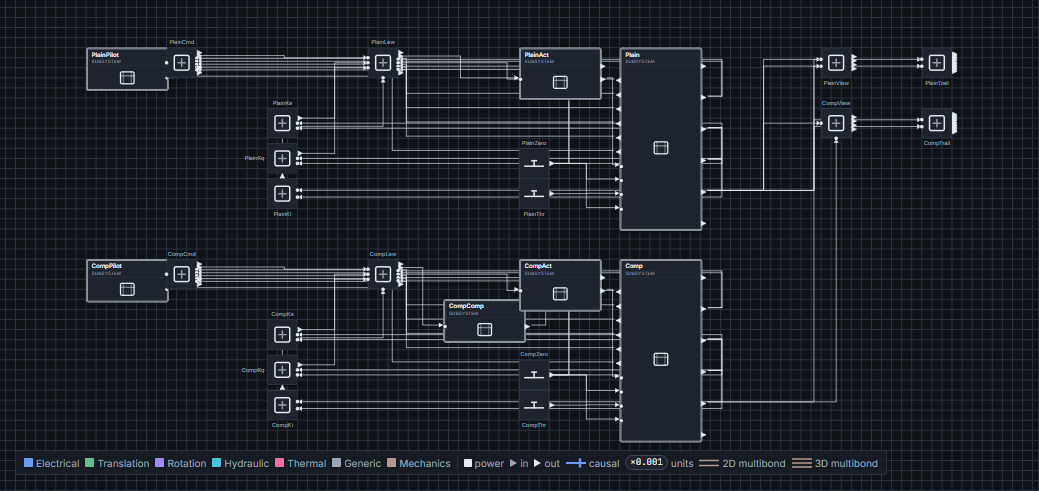 PlainCmd
PlainLaw
PlainPilot
SUBSYSTEM
PlainAct
SUBSYSTEM
Plain
SUBSYSTEM
PlainView
PlainTrail
PlainKa
CompView
CompTrail
PlainKq
PlainZero
PlainKi
PlainThr
CompCmd
CompLaw
CompPilot
SUBSYSTEM
CompAct
SUBSYSTEM
Comp
SUBSYSTEM
CompComp
SUBSYSTEM
CompKa
CompZero
CompKq
CompKi
CompThr
Electrical Translation Rotation Hydraulic Thermal Generic Mechanics power in out causal ×0.001 units 2D multibond 3D multibond